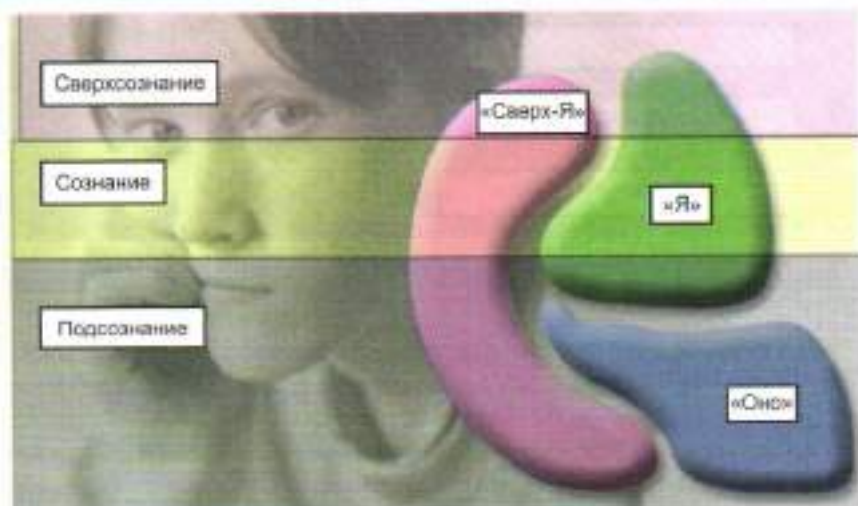 Сверхсознание
«Сверх-Я»
Сознание
«Я»
Подсознание
«Оно»